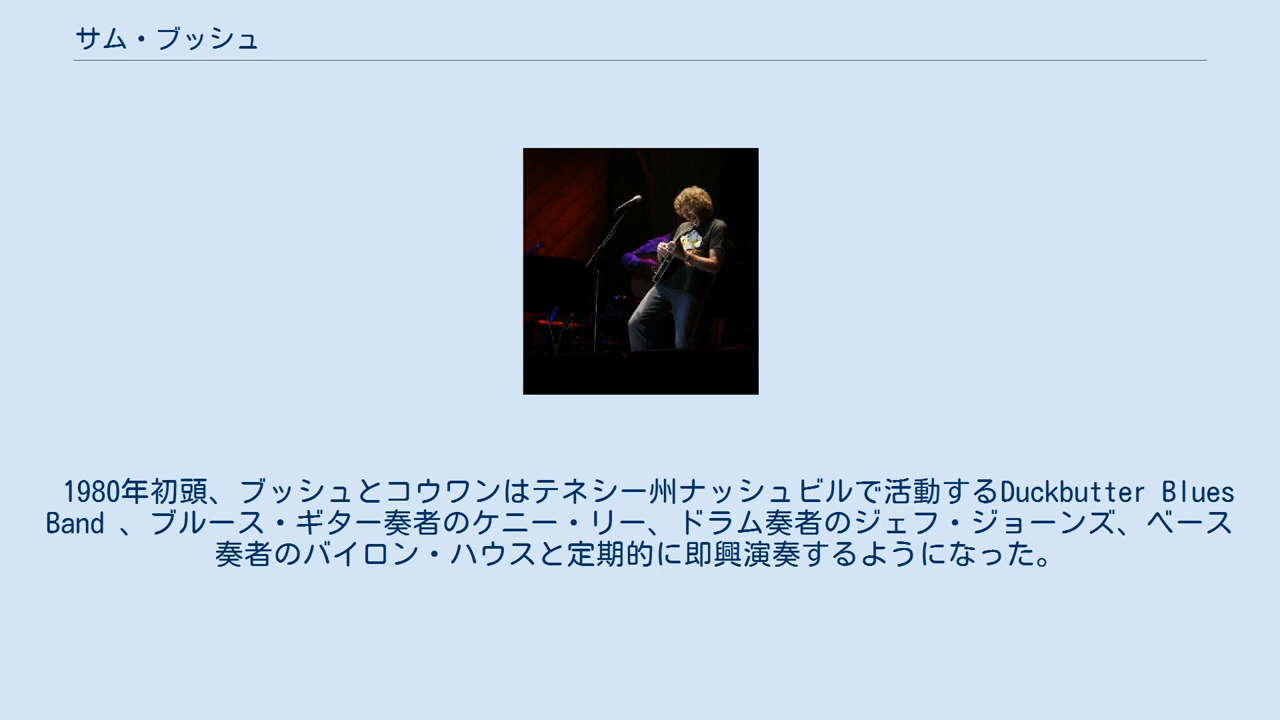 サム・ブッシュ
1980年初頭、ブッシュとコウワンはテネシー州ナッシュビルで活動するDuckbutter Blues
Band 、ブルース・ギター奏者のケニー・リー、ドラム奏者のジェフ・ジョーンズ、ベース
奏者のバイロン・ハウスと定期的に即興演奏するようになった。